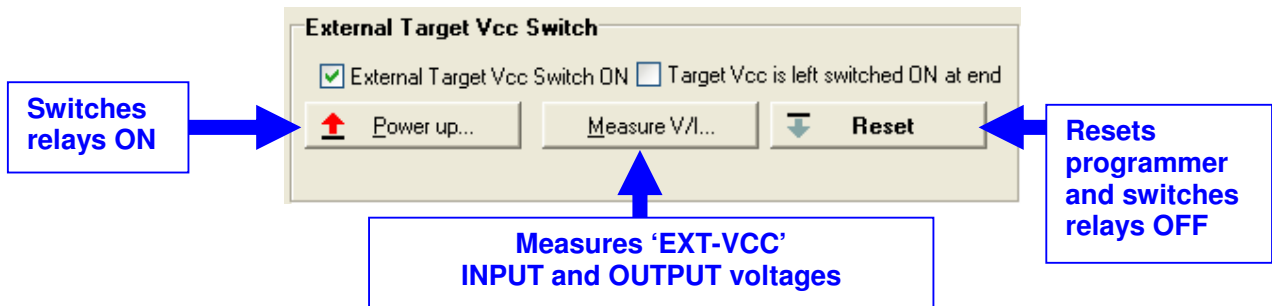 External Target Vcc Switch
External Target Vcc Switch ON
Target Vcc is left switched ON at end
Power up...
Measure V/I...
Reset
Switches
relays ON
Resets
programmer
and switches
relays OFF
Measures ‘EXT-VCC’
INPUT and OUTPUT voltages